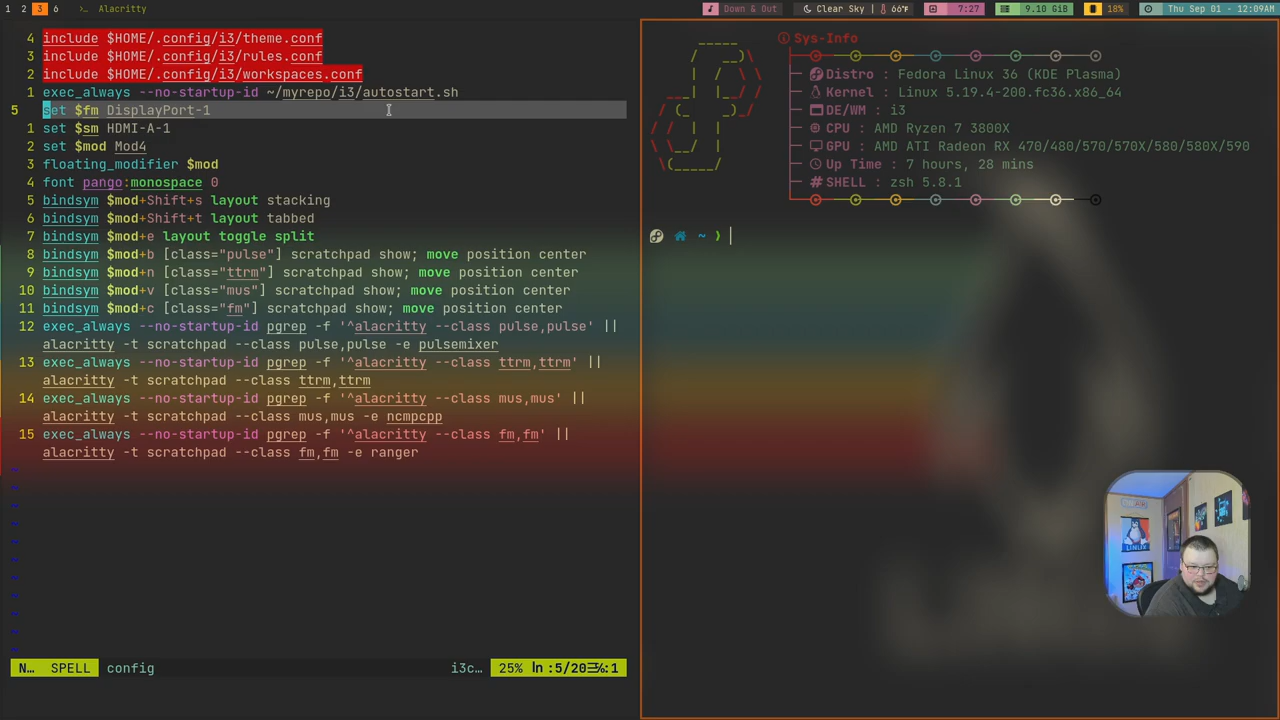 1 2 3 6 >_ Alacritty
Down & Out Clear Sky | 66°F 7:27 9.10 GiB 18% Thu Sep 01 - 12:09AM
4 include $HOME/.config/i3/theme.conf
3 include $HOME/.config/i3/rules.conf
2 include $HOME/.config/i3/workspaces.conf
1 exec_always --no-startup-id ~/myrepo/i3/autostart.sh
5 set $fm DisplayPort-1
1 set $sm HDMI-A-1
2 set $mod Mod4
3 floating_modifier $mod
4 font pango:monospace 0
5 bindsym $mod+Shift+s layout stacking
6 bindsym $mod+Shift+t layout tabbed
7 bindsym $mod+e layout toggle split
8 bindsym $mod+b [class="pulse"] scratchpad show; move position center
9 bindsym $mod+n [class="ttrm"] scratchpad show; move position center
10 bindsym $mod+v [class="mus"] scratchpad show; move position center
11 bindsym $mod+c [class="fm"] scratchpad show; move position center
12 exec_always --no-startup-id pgrep -f '^alacritty --class pulse,pulse' ||
alacritty -t scratchpad --class pulse,pulse -e pulsemixer
13 exec_always --no-startup-id pgrep -f '^alacritty --class ttrm,ttrm' ||
alacritty -t scratchpad --class ttrm,ttrm
14 exec_always --no-startup-id pgrep -f '^alacritty --class mus,mus' ||
alacritty -t scratchpad --class mus,mus -e ncmpcpp
15 exec_always --no-startup-id pgrep -f '^alacritty --class fm,fm' ||
alacritty -t scratchpad --class fm,fm -e ranger
N… SPELL config i3c… 25% ln :5/20
Sys-Info
Distro : Fedora Linux 36 (KDE Plasma)
Kernel : Linux 5.19.4-200.fc36.x86_64
DE/WM : i3
CPU : AMD Ryzen 7 3800X
GPU : AMD ATI Radeon RX 470/480/570/570X/580/580X/590
Up Time : 7 hours, 28 mins
# SHELL : zsh 5.8.1
~ ❯
LINUX